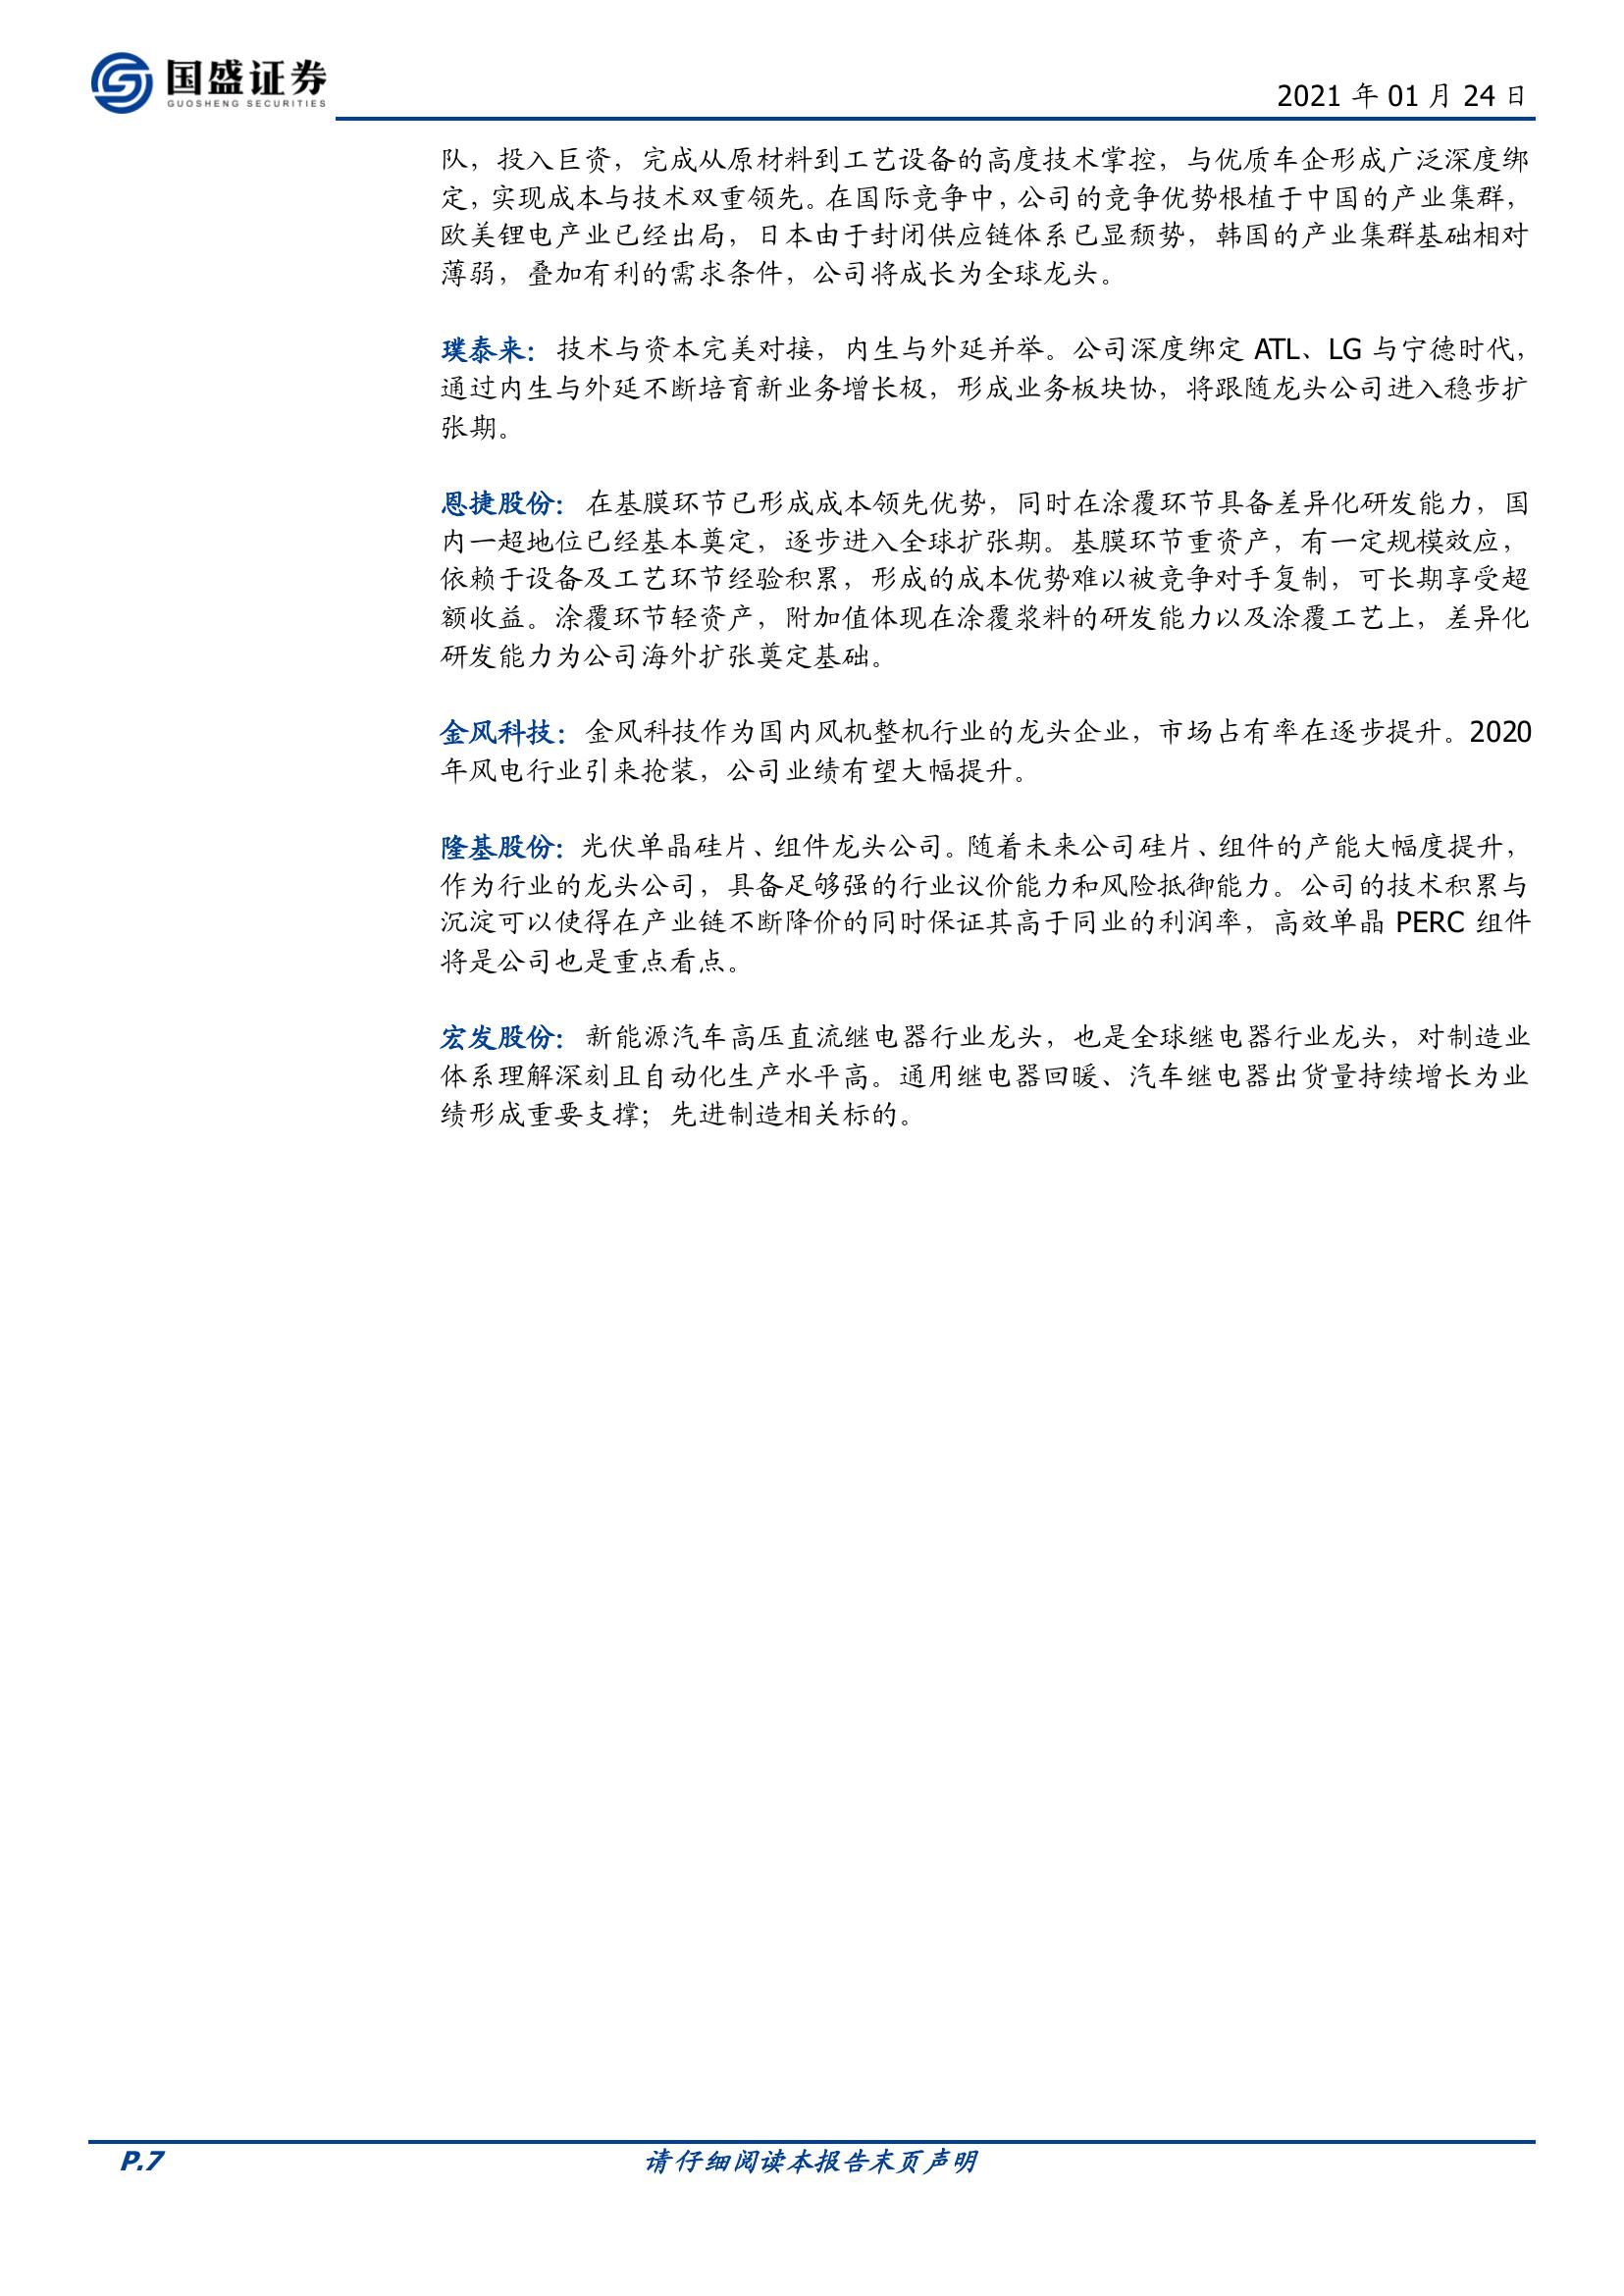 国盛证券
GUOSHENG SECURITIES
2021 年 01 月 24 日
队，投入巨资，完成从原材料到工艺设备的高度技术掌控，与优质车企形成广泛深度绑
定，实现成本与技术双重领先。在国际竞争中，公司的竞争优势根植于中国的产业集群，
欧美锂电产业已经出局，日本由于封闭供应链体系已显颓势，韩国的产业集群基础相对
薄弱，叠加有利的需求条件，公司将成长为全球龙头。
璞泰来：技术与资本完美对接，内生与外延并举。公司深度绑定 ATL、LG 与宁德时代，
通过内生与外延不断培育新业务增长极，形成业务板块协，将跟随龙头公司进入稳步扩
张期。
恩捷股份：在基膜环节已形成成本领先优势，同时在涂覆环节具备差异化研发能力，国
内一超地位已经基本奠定，逐步进入全球扩张期。基膜环节重资产，有一定规模效应，
依赖于设备及工艺环节经验积累，形成的成本优势难以被竞争对手复制，可长期享受超
额收益。涂覆环节轻资产，附加值体现在涂覆浆料的研发能力以及涂覆工艺上，差异化
研发能力为公司海外扩张奠定基础。
金风科技：金风科技作为国内风机整机行业的龙头企业，市场占有率在逐步提升。2020
年风电行业引来抢装，公司业绩有望大幅提升。
隆基股份：光伏单晶硅片、组件龙头公司。随着未来公司硅片、组件的产能大幅度提升，
作为行业的龙头公司，具备足够强的行业议价能力和风险抵御能力。公司的技术积累与
沉淀可以使得在产业链不断降价的同时保证其高于同业的利润率，高效单晶 PERC 组件
将是公司也是重点看点。
宏发股份：新能源汽车高压直流继电器行业龙头，也是全球继电器行业龙头，对制造业
体系理解深刻且自动化生产水平高。通用继电器回暖、汽车继电器出货量持续增长为业
绩形成重要支撑；先进制造相关标的。
P.7
请仔细阅读本报告末页声明